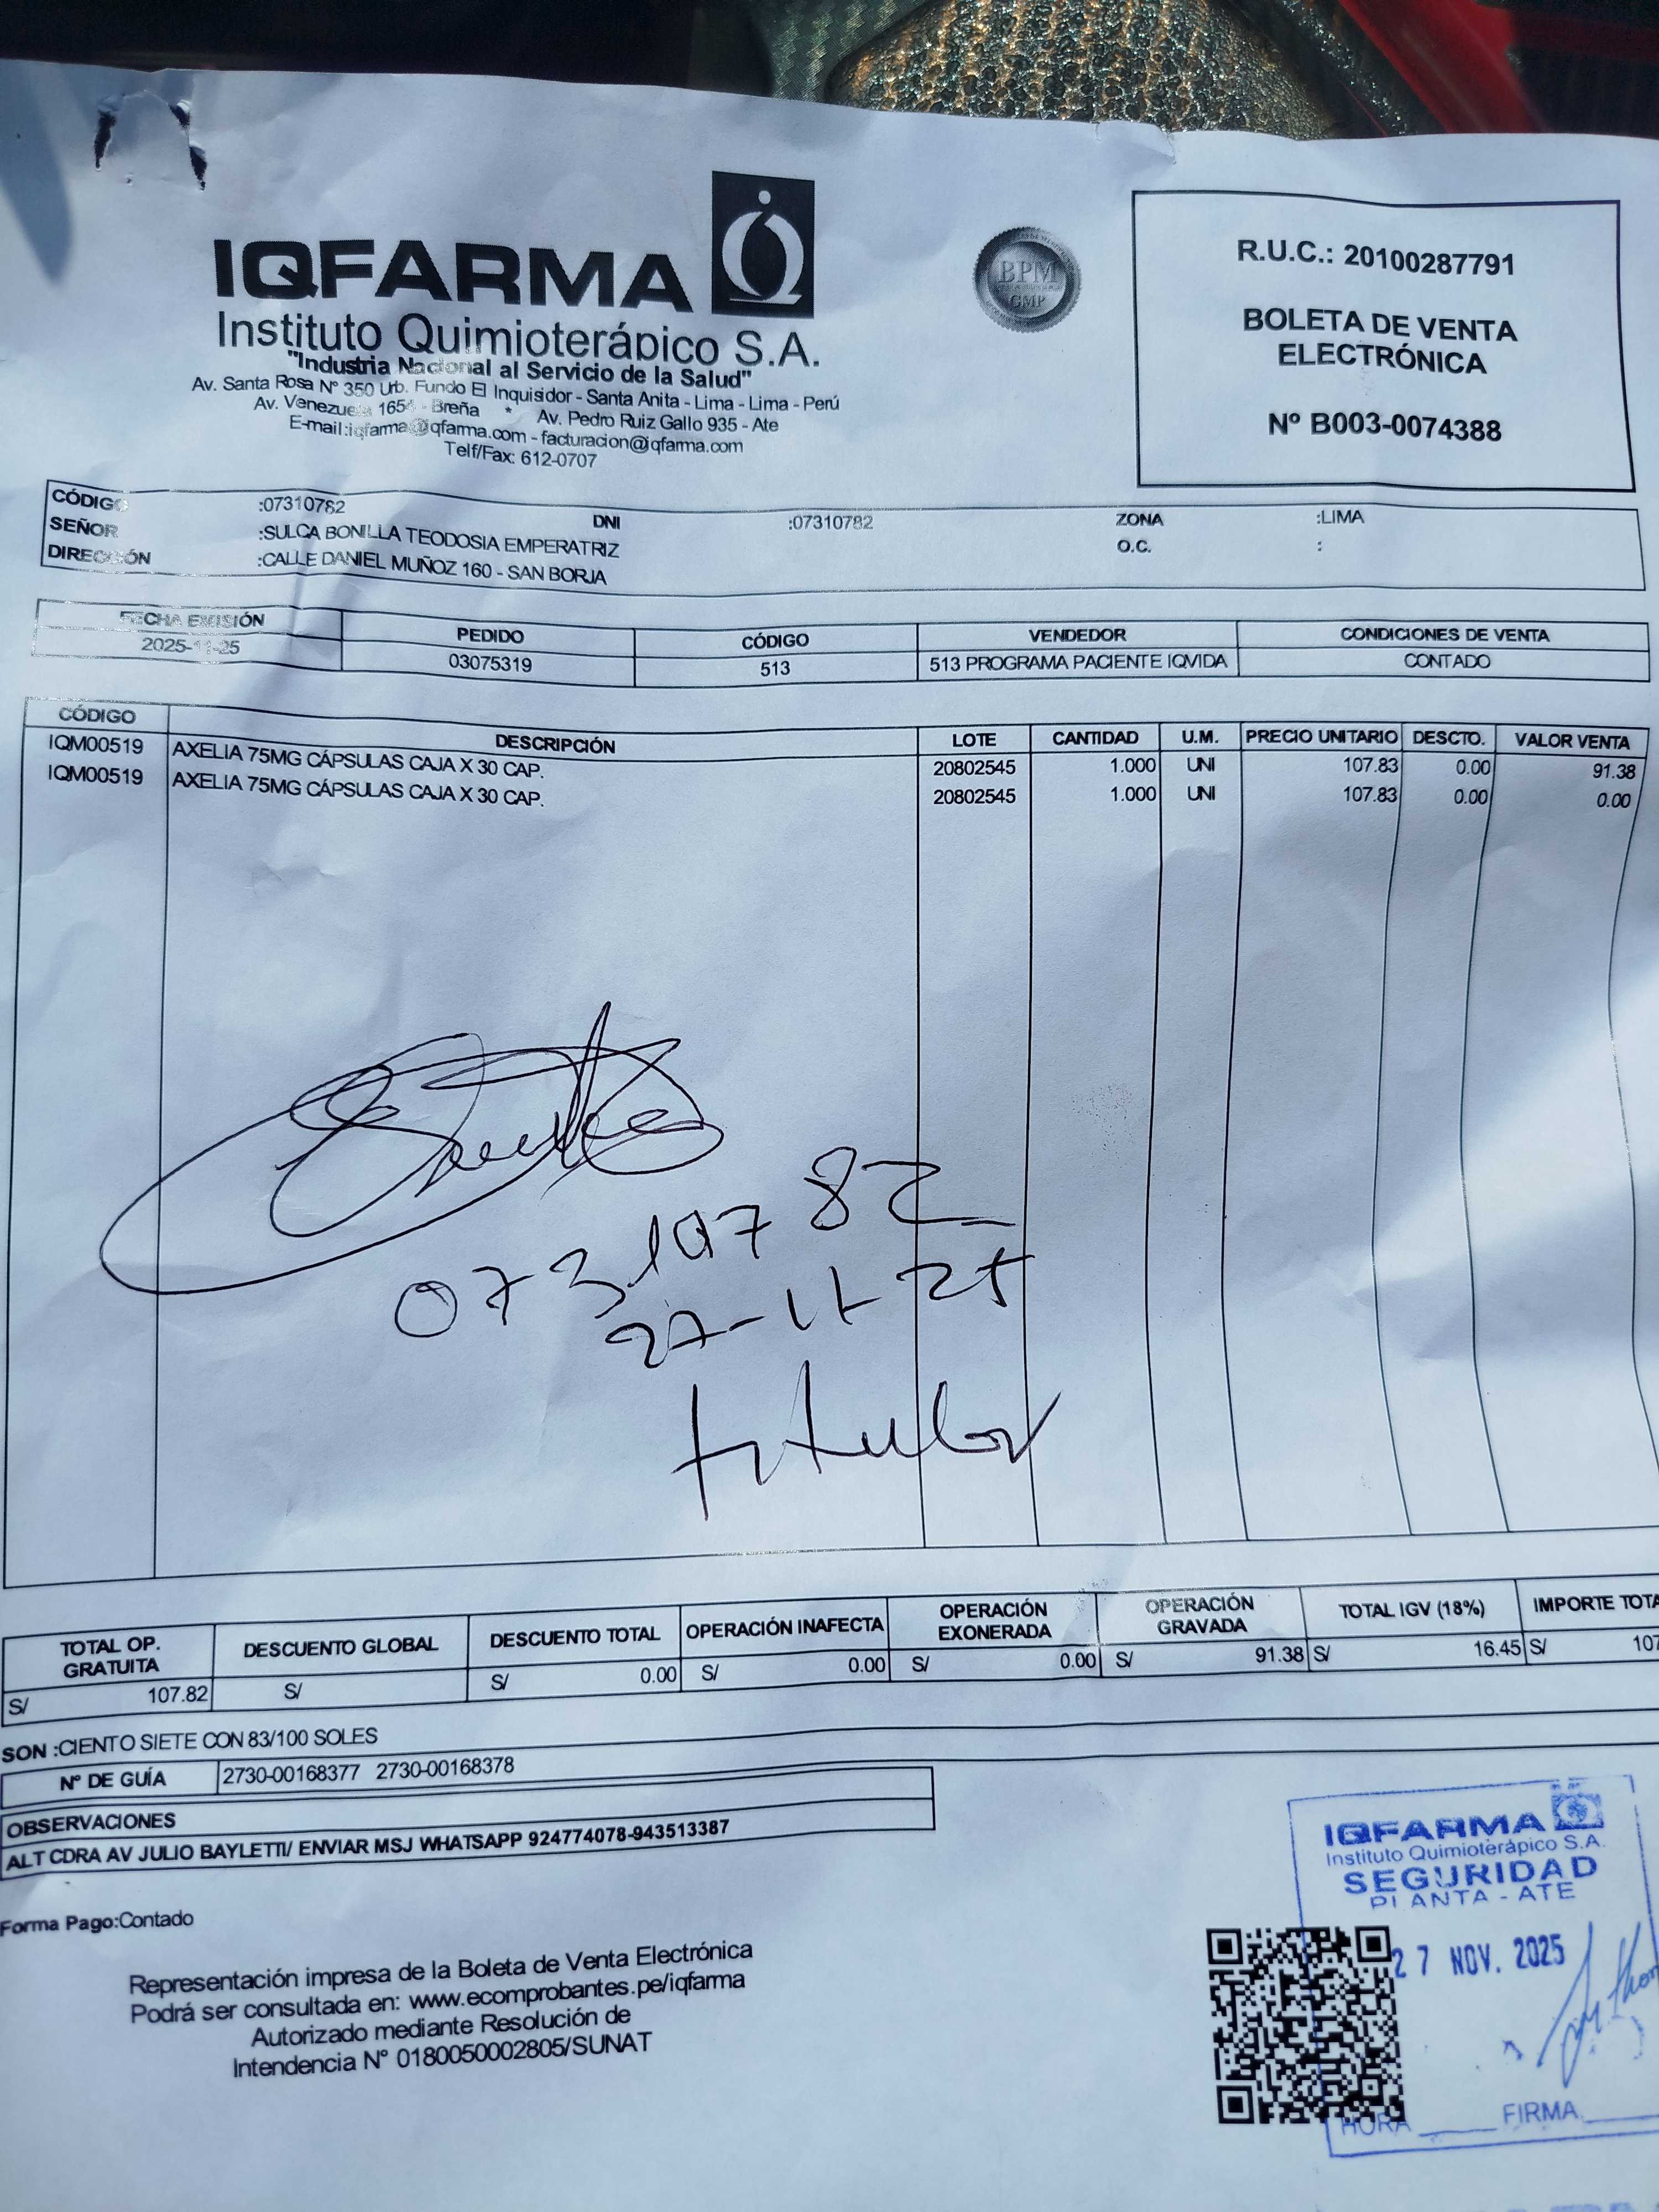 IQFARMA
Instituto Quimioterápico S.A.
"Industria Nacional al Servicio de la Salud"
Av. Santa Rosa Nº 350 Urb. Fundo El Inquisidor - Santa Anita - Lima - Lima - Perú
Av. Venezuela 165 - Breña * Av. Pedro Ruiz Gallo 935 - Ate
E-mail:iqfarma@iqfarma.com - facturacion@iqfarma.com
Telf/Fax: 612-0707
BPM
GMP
R.U.C.: 20100287791
BOLETA DE VENTA
ELECTRÓNICA
Nº B003-0074388
CÓDIGO :07310782 DNI :07310782 ZONA :LIMA
SEÑOR :SULCA BONILLA TEODOSIA EMPERATRIZ O.C. :
DIRECCIÓN :CALLE DANIEL MUÑOZ 160 - SAN BORJA
FECHA EMISIÓN PEDIDO CÓDIGO VENDEDOR CONDICIONES DE VENTA
2025-11-25 03075319 513 513 PROGRAMA PACIENTE IQVIDA CONTADO
CÓDIGO DESCRIPCIÓN LOTE CANTIDAD U.M. PRECIO UNITARIO DESCTO. VALOR VENTA
IQM00519 AXELIA 75MG CÁPSULAS CAJA X 30 CAP. 20802545 1.000 UNI 107.83 0.00 91.38
IQM00519 AXELIA 75MG CÁPSULAS CAJA X 30 CAP. 20802545 1.000 UNI 107.83 0.00 0.00
07310782
27-11-25
titular
TOTAL OP. GRATUITA DESCUENTO GLOBAL DESCUENTO TOTAL OPERACIÓN INAFECTA OPERACIÓN EXONERADA OPERACIÓN GRAVADA TOTAL IGV (18%) IMPORTE TOTA
S/ 107.82 S/ S/ 0.00 S/ 0.00 S/ 0.00 S/ 91.38 S/ 16.45 S/ 107
SON :CIENTO SIETE CON 83/100 SOLES
Nº DE GUÍA 2730-00168377 2730-00168378
OBSERVACIONES
ALT CDRA AV JULIO BAYLETTI/ ENVIAR MSJ WHATSAPP 924774078-943513387
Forma Pago:Contado
Representación impresa de la Boleta de Venta Electrónica
Podrá ser consultada en: www.ecomprobantes.pe/iqfarma
Autorizado mediante Resolución de
Intendencia Nº 0180050002805/SUNAT
IQFARMA
Instituto Quimioterápico S.A.
SEGURIDAD
PLANTA - ATE
27 NOV. 2025
HORA FIRMA